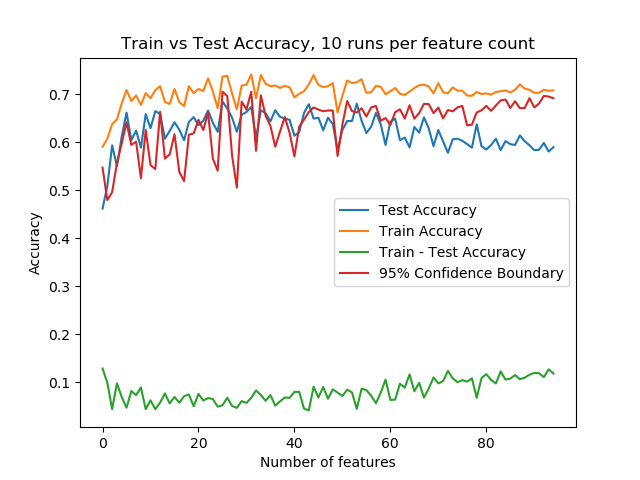 Train vs Test Accuracy, 10 runs per feature count
Accuracy
0.7
0.6
0.5
0.4
0.3
0.2
0.1
Test Accuracy
Train Accuracy
Train - Test Accuracy
95% Confidence Boundary
0 20 40 60 80
Number of features